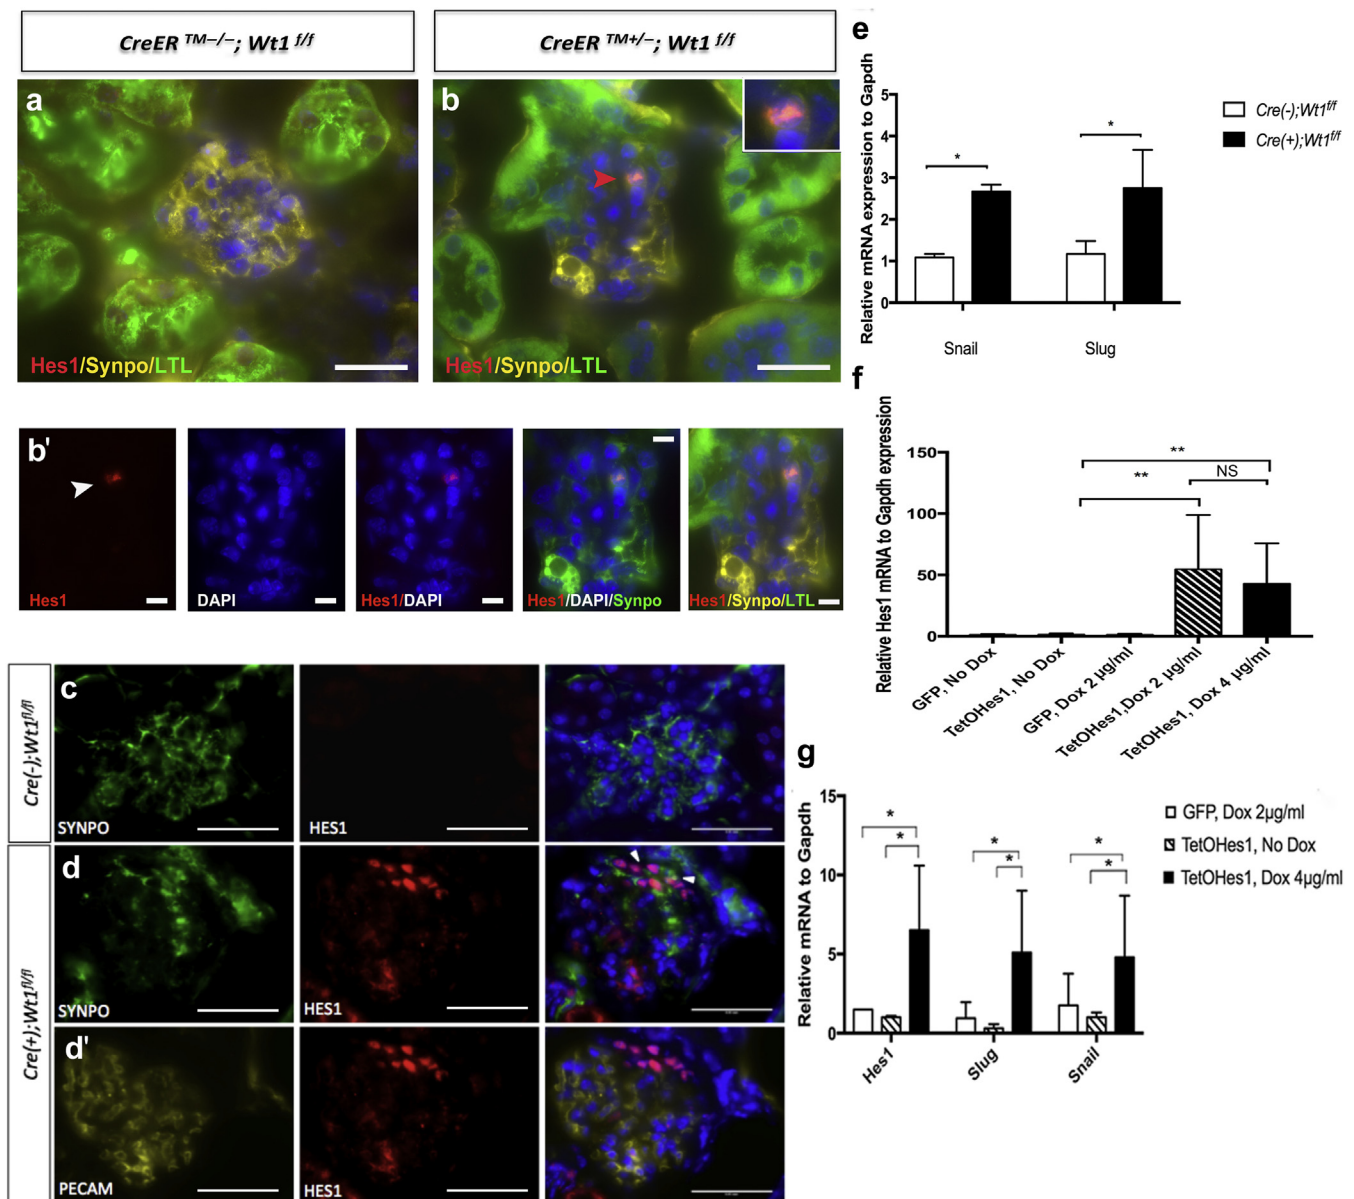 CreER TM−/−; Wt1 f/f
CreER TM+/−; Wt1 f/f
a
Hes1/Synpo/LTL
b
Hes1/Synpo/LTL
b'
Hes1
DAPI
Hes1/DAPI
Hes1/DAPI/Synpo
Hes1/Synpo/LTL
Cre(-);Wt1fl/fl
c
SYNPO
HES1
Cre(+);Wt1fl/fl
d
SYNPO
HES1
d'
PECAM
HES1
e
Relative mRNA expression to Gapdh
5
4
3
2
1
0
*
*
Snail
Slug
Cre(-);Wt1f/f
Cre(+);Wt1f/f
f
Relative Hes1 mRNA to Gapdh expression
150
100
50
0
**
**
NS
GFP, No Dox
TetOHes1, No Dox
GFP, Dox 2 µg/ml
TetOHes1,Dox 2 µg/ml
TetOHes1, Dox 4 µg/ml
g
Relative mRNA to Gapdh
15
10
5
0
*
*
*
*
*
*
Hes1
Slug
Snail
GFP, Dox 2µg/ml
TetOHes1, No Dox
TetOHes1, Dox 4µg/ml